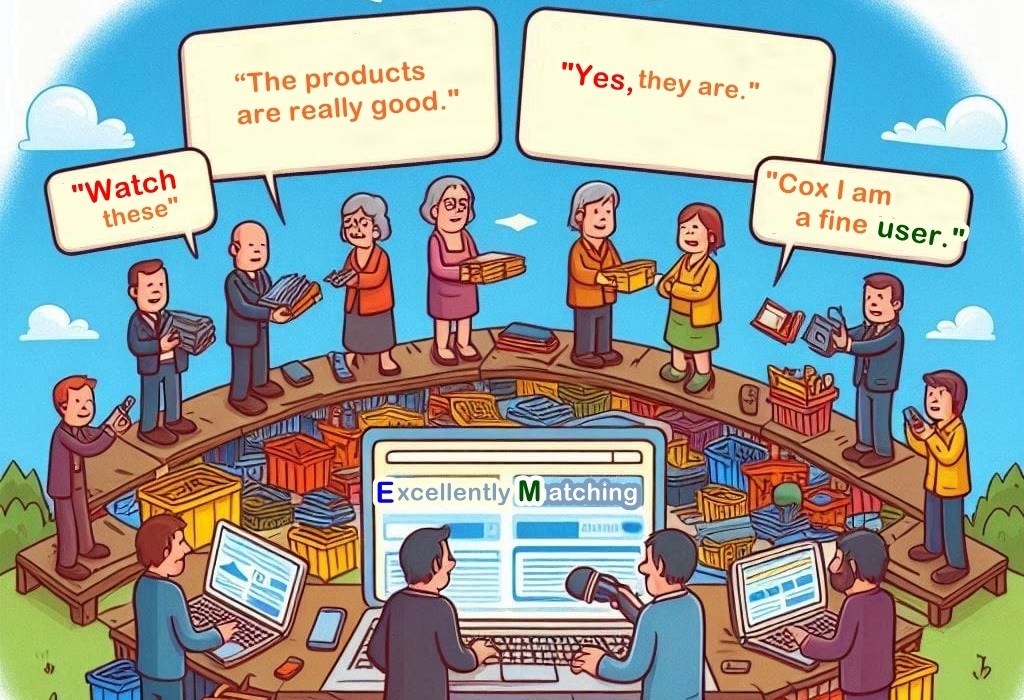 “The products
are really good."
"Yes, they are."
"Watch
these"
"Cox I am
a fine user."
Excellently Matching